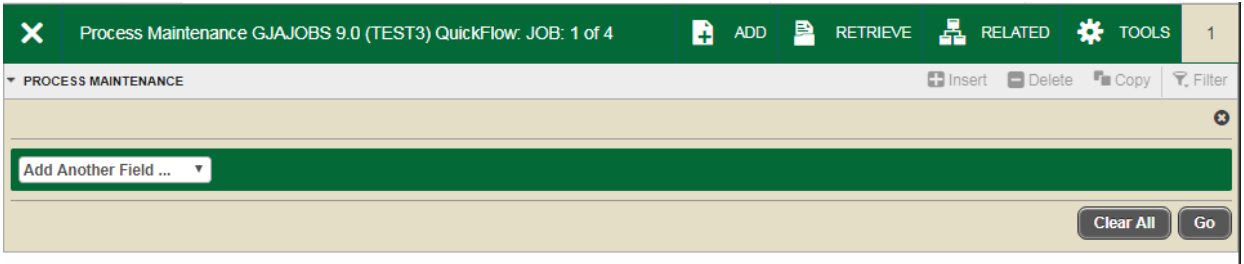 Process Maintenance GJAJOBS 9.0 (TEST3) QuickFlow: JOB: 1 of 4 ADD RETRIEVE RELATED TOOLS 1
PROCESS MAINTENANCE Insert Delete Copy Filter
Add Another Field ...
Clear All Go